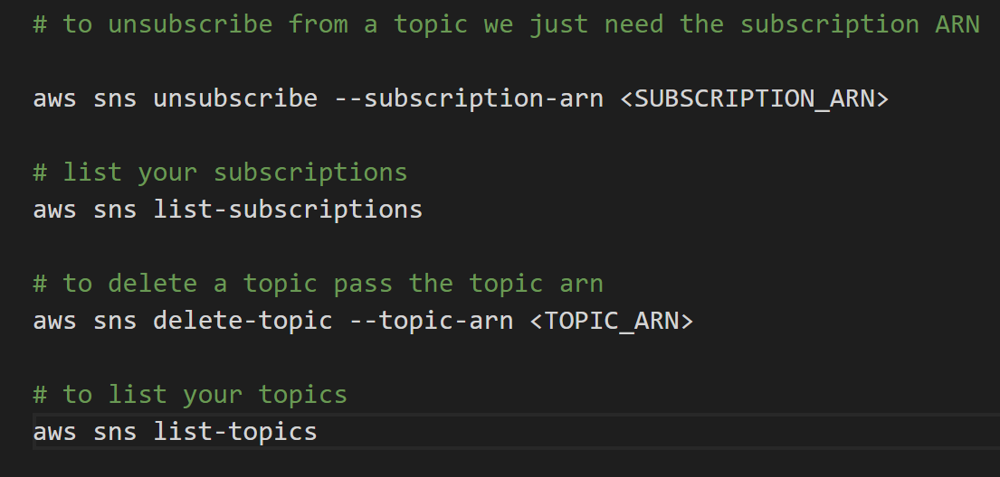 # to unsubscribe from a topic we just need the subscription ARN
aws sns unsubscribe --subscription-arn <SUBSCRIPTION_ARN>
# list your subscriptions
aws sns list-subscriptions
# to delete a topic pass the topic arn
aws sns delete-topic --topic-arn <TOPIC_ARN>
# to list your topics
aws sns list-topics